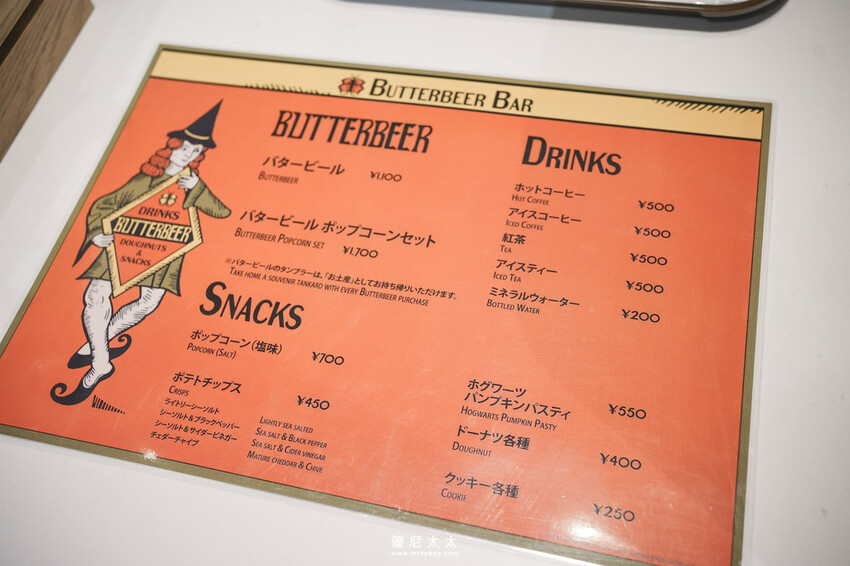 BUTTERBEER BAR
BUTTERBEER
バタービール ¥1,100
BUTTERBEER
バタービール ポップコーンセット
BUTTERBEER POPCORN SET ¥1,700
※バタービールのタンブラーは、「お土産」としてお持ち帰りいただけます。
TAKE HOME A SOUVENIR TANKARD WITH EVERY BUTTERBEER PURCHASE
DRINKS
BUTTERBEER
DOUGHNUTS
&
SNACKS
SNACKS
ポップコーン(塩味) ¥700
POPCORN (SALT)
ポテトチップス ¥450
CRISPS
ライトリーシーソルト LIGHTLY SEA SALTED
シーソルト&ブラックペッパー SEA SALT & BLACK PEPPER
シーソルト&サイダービネガー SEA SALT & CIDER VINEGAR
チェダーチャイブ MATURE CHEDDAR & CHIVE
DRINKS
ホットコーヒー ¥500
HOT COFFEE
アイスコーヒー ¥500
ICED COFFEE
紅茶 ¥500
TEA
アイスティー ¥500
ICED TEA
ミネラルウォーター ¥200
BOTTLED WATER
ホグワーツ
パンプキンパスティ ¥550
HOGWARTS PUMPKIN PASTY
ドーナツ各種 ¥400
DOUGHNUT
クッキー各種 ¥250
COOKIE
優尼太太